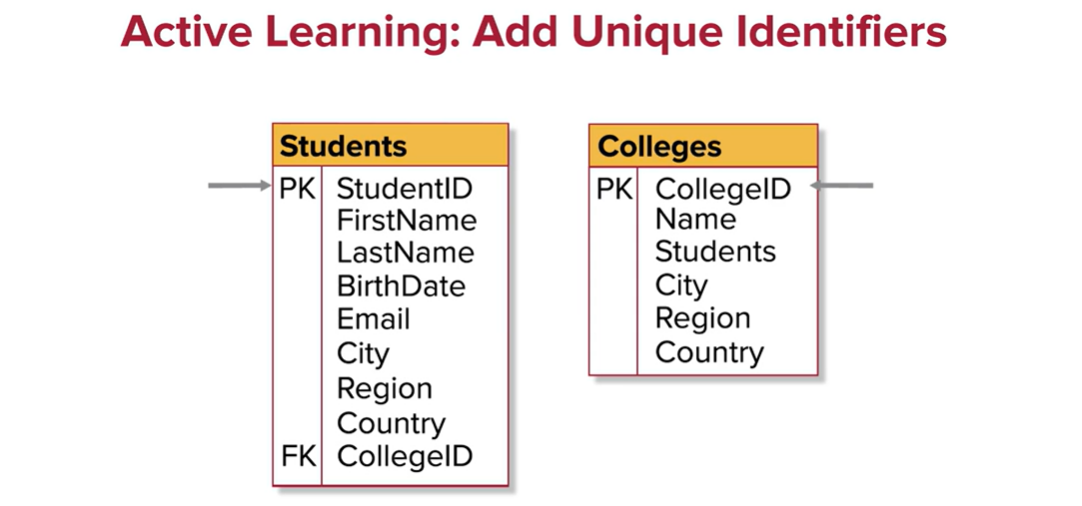 Active Learning: Add Unique Identifiers
Students
PK StudentID
FirstName
LastName
BirthDate
Email
City
Region
Country
FK CollegeID
Colleges
PK CollegeID
Name
Students
City
Region
Country